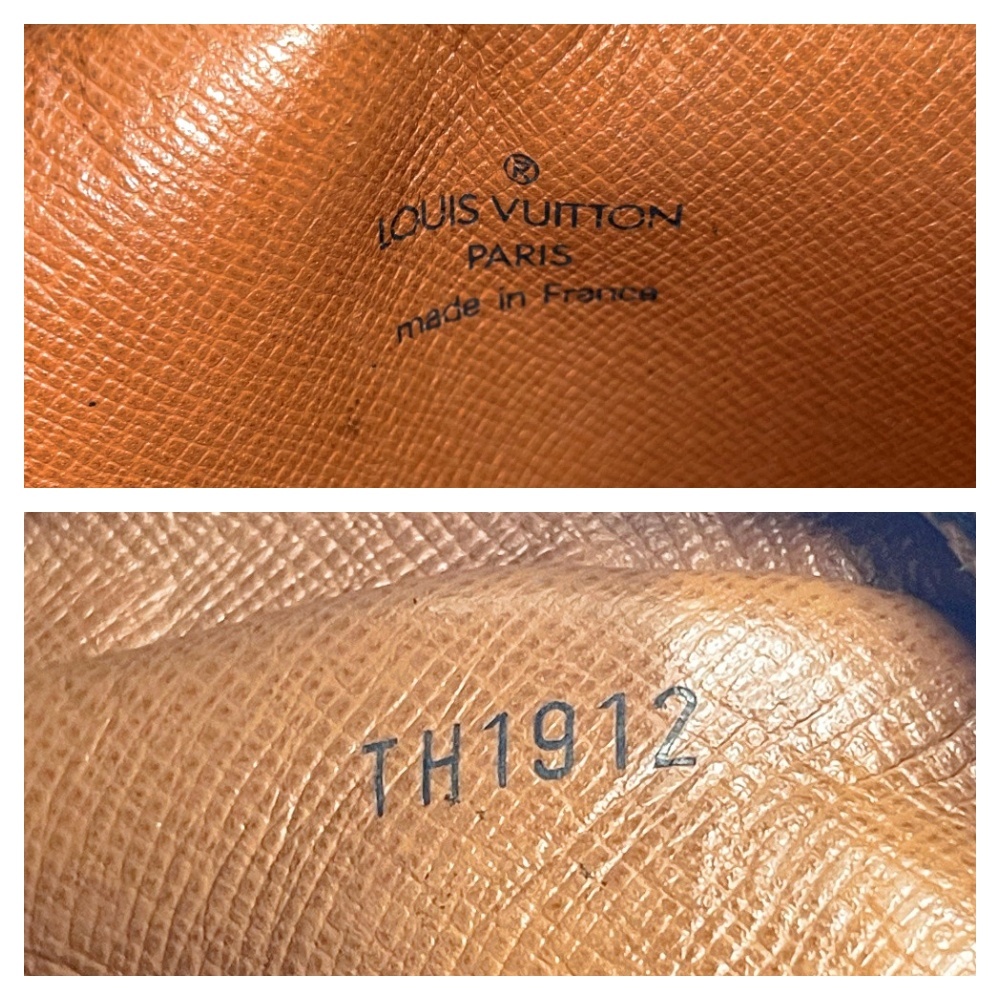 ®
LOUIS VUITTON
PARIS
made in France
TH1912